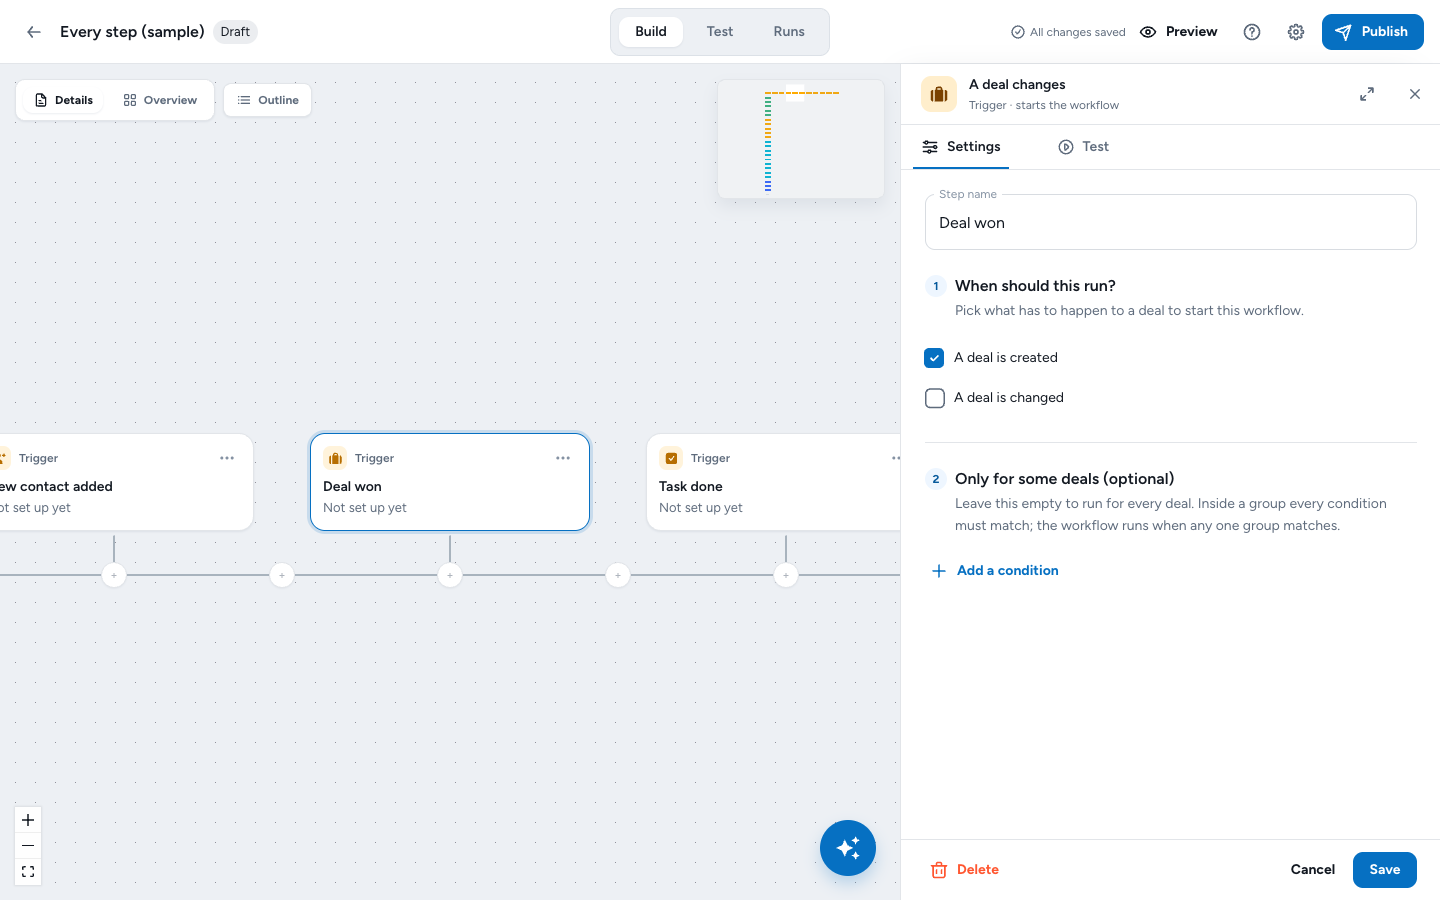 Every step (sample)
Draft
Build
Test
Runs
All changes saved
Preview
Publish
Details
Overview
Outline
A deal changes
Trigger · starts the workflow
Settings
Test
Step name
Deal won
1
When should this run?
Pick what has to happen to a deal to start this workflow.
A deal is created
A deal is changed
2
Only for some deals (optional)
Leave this empty to run for every deal. Inside a group every condition
must match; the workflow runs when any one group matches.
Add a condition
Trigger
ew contact added
ot set up yet
Trigger
Deal won
Not set up yet
Trigger
Task done
Not set up yet
Delete
Cancel
Save